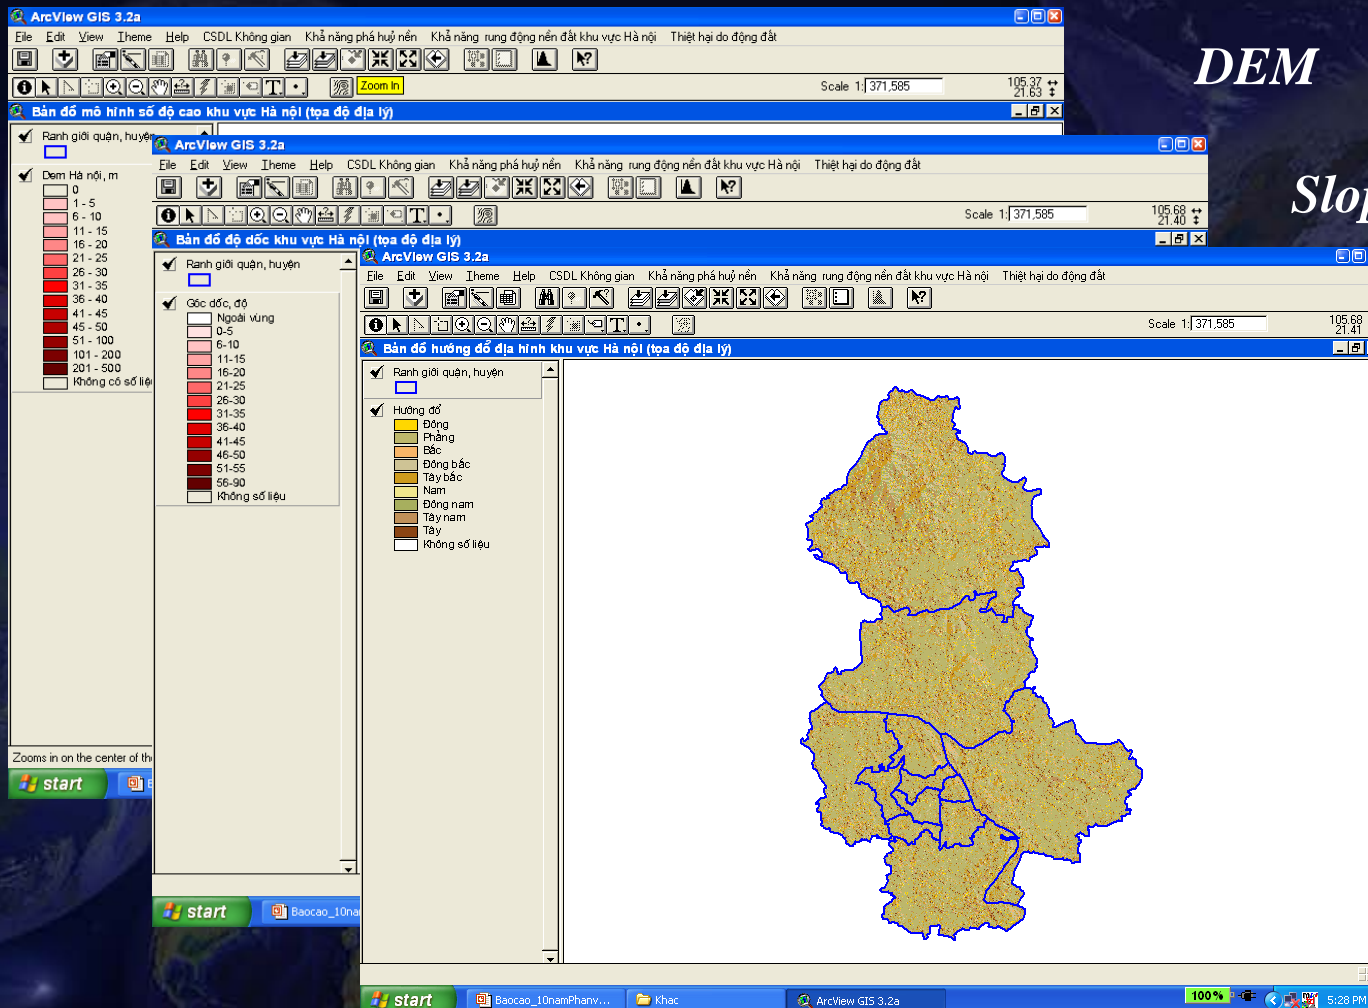 DEM
ArcView GIS 3.2a
File Edit View Theme Help CSDL Không gian Khả năng phá huỷ nền Khả năng rung động nền đất khu vực Hà nội Thiệt hại do động đất
Zoom In
Scale 1: 371,585
105.37
21.63
Bản đồ mô hình số độ cao khu vực Hà nội (tọa độ địa lý)
Ranh giới quận, huyện
Dem Hà nội, m
0
1 - 5
6 - 10
11 - 15
16 - 20
21 - 25
26 - 30
31 - 35
36 - 40
41 - 45
45 - 50
51 - 100
101 - 200
201 - 500
Không có số liệ
Zooms in on the center of th
start
Slop
ArcView GIS 3.2a
File Edit View Theme Help CSDL Không gian Khả năng phá huỷ nền Khả năng rung động nền đất khu vực Hà nội Thiệt hại do động đất
Scale 1: 371,585
105.68
21.40
Bản đồ độ dốc khu vực Hà nội (tọa độ địa lý)
Ranh giới quận, huyện
Góc dốc, độ
Ngoài vùng
0-5
6-10
11-15
16-20
21-25
26-30
31-35
36-40
41-45
46-50
51-55
56-90
Không số liệu
start
Baocao_10na
ArcView GIS 3.2a
File Edit View Theme Help CSDL Không gian Khả năng phá huỷ nền Khả năng rung động nền đất khu vực Hà nội Thiệt hại do động đất
Scale 1: 371,585
105.68
21.41
Bản đồ hướng đổ địa hình khu vực Hà nội (tọa độ địa lý)
Ranh giới quận, huyện
Hướng đổ
Đông
Phẳng
Bắc
Đông bắc
Tây bắc
Nam
Đông nam
Tây nam
Tây
Không số liệu
start
Baocao_10namPhanv...
Khac
ArcView GIS 3.2a
100%
5:28 PM